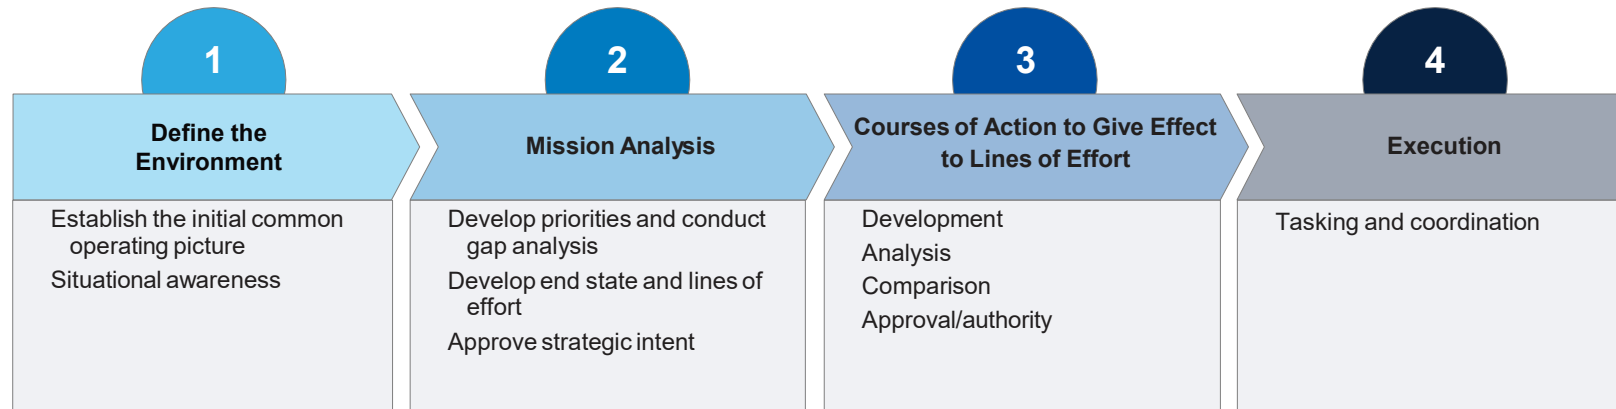 1
Define the
Environment
Establish the initial common
operating picture
Situational awareness
2
Mission Analysis
Develop priorities and conduct
gap analysis
Develop end state and lines of
effort
Approve strategic intent
3
Courses of Action to Give Effect
to Lines of Effort
Development
Analysis
Comparison
Approval/authority
4
Execution
Tasking and coordination